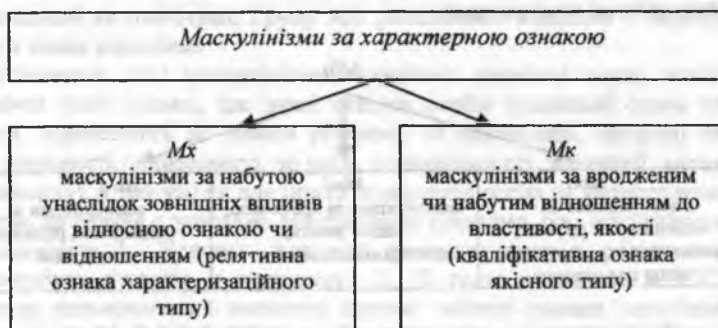 Маскулінізми за характерною ознакою
Мх
маскулінізми за набутою
унаслідок зовнішніх впливів
відносною ознакою чи
відношенням (релятивна
ознака характеризаційного
типу)
Мк
маскулінізми за вродженим
чи набутим відношенням до
властивості, якості
(кваліфікативна ознака
якісного типу)